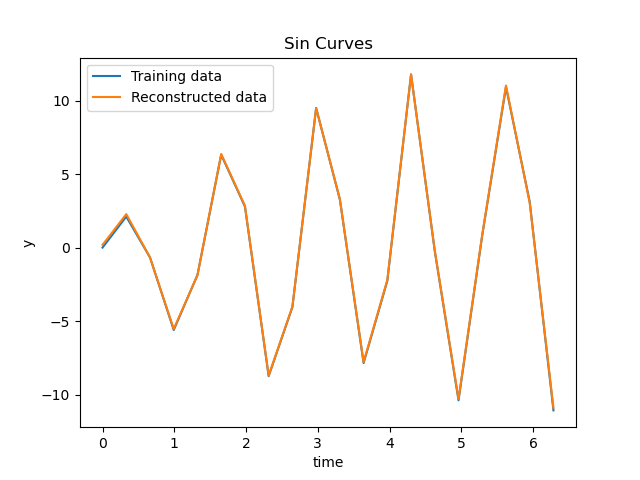 Sin Curves
Training data
Reconstructed data
10
5
0
−5
−10
y
0 1 2 3 4 5 6
time